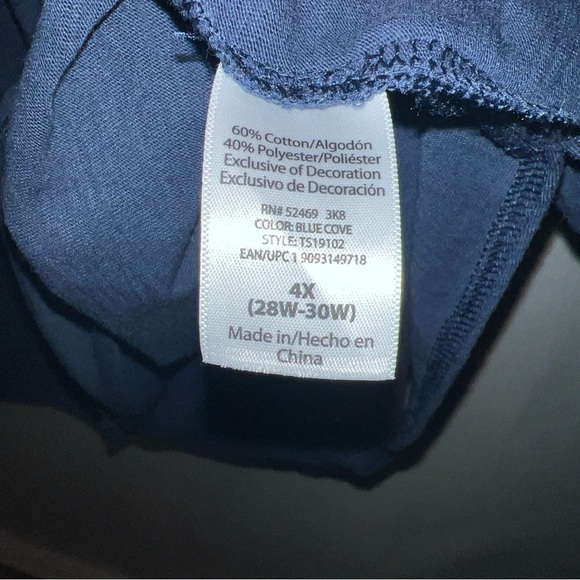 60% Cotton/Algodón
40% Polyester/Poliéster
Exclusive of Decoration
Exclusivo de Decoración
RN# 52469 3K8
COLOR: BLUE COVE
STYLE: TS19102
EAN/UPC 1 9093149718
4X
(28W-30W)
Made in/Hecho en
China